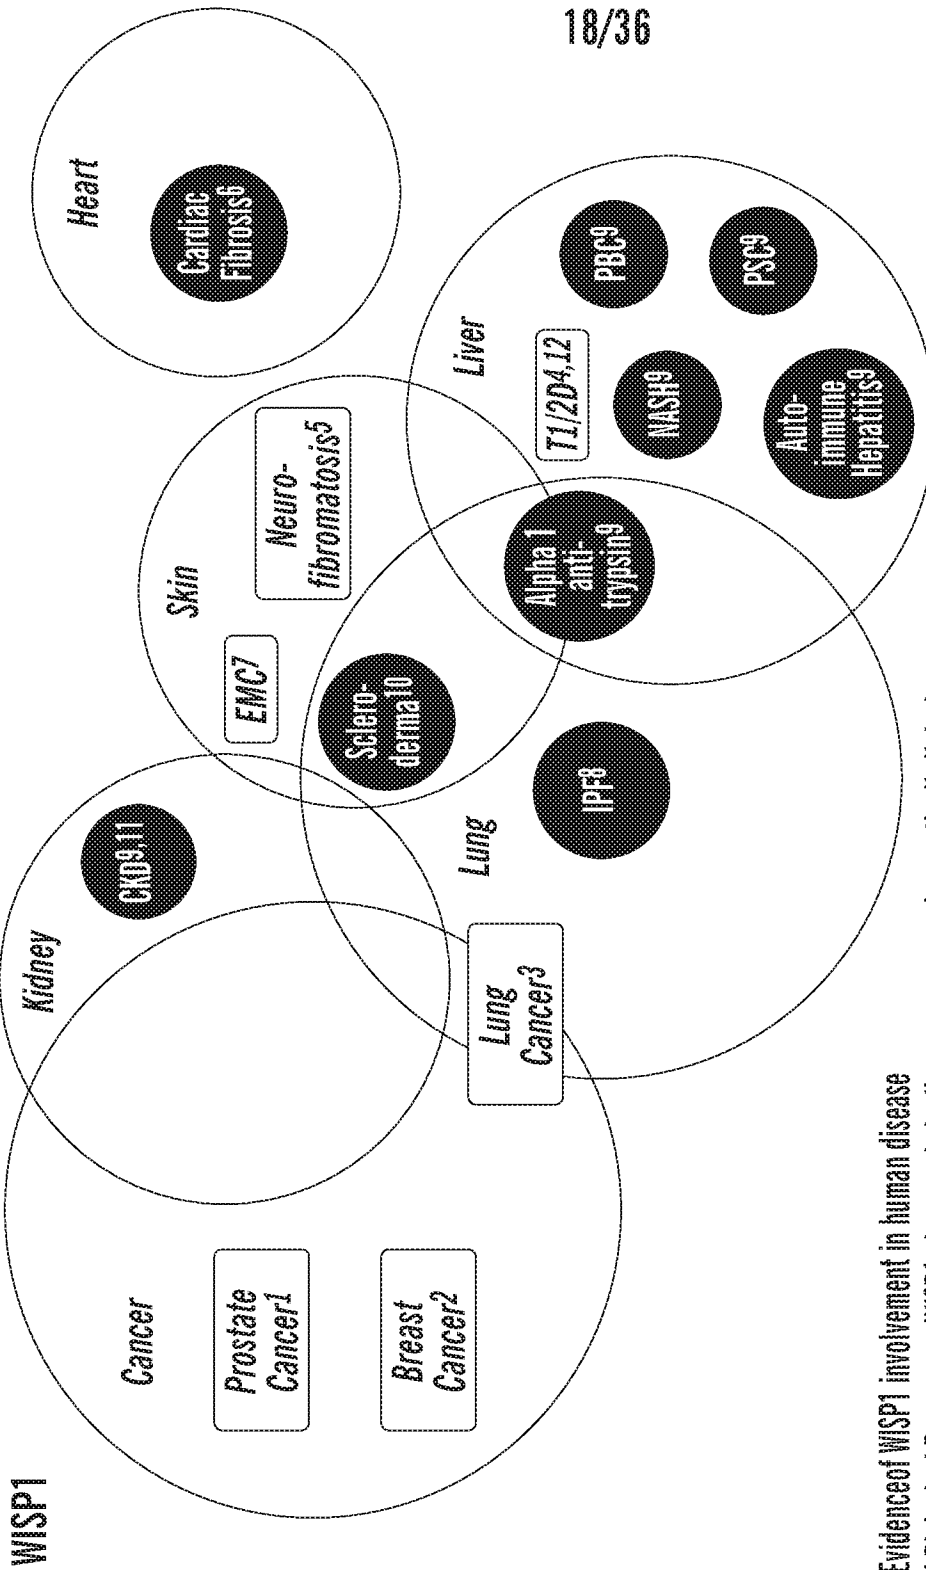 18/36
WISP1
Cancer
Prostate
Cancer1
Breast
Cancer2
Kidney
CKD9,11
Lung
Cancer3
Lung
IPF8
Skin
EMC7
Neuro-
fibromatosis5
Sclero-
derma10
Alpha 1
anti-
trypsin9
Heart
Cardiac
Fibrosis6
Liver
T1/2D4,12
PBC9
NASH9
PSC9
Auto-
immune
Hepatitis9
Evidenceof WISP1 involvement in human disease